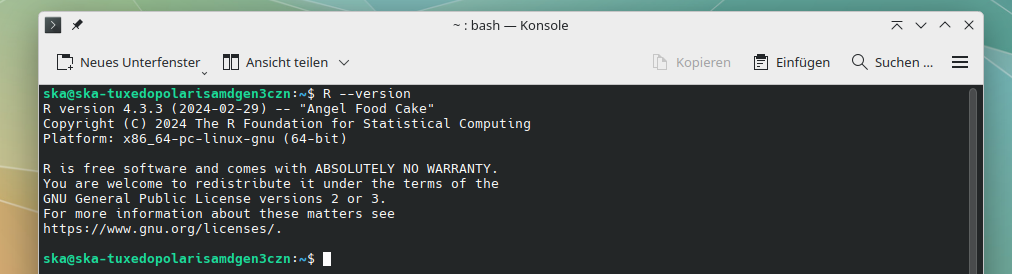 ~ : bash — Konsole
Neues Unterfenster Ansicht teilen Kopieren Einfügen Suchen ...
ska@ska-tuxedopolarisamdgen3czn:~$ R --version
R version 4.3.3 (2024-02-29) -- "Angel Food Cake"
Copyright (C) 2024 The R Foundation for Statistical Computing
Platform: x86_64-pc-linux-gnu (64-bit)
R is free software and comes with ABSOLUTELY NO WARRANTY.
You are welcome to redistribute it under the terms of the
GNU General Public License versions 2 or 3.
For more information about these matters see
https://www.gnu.org/licenses/.
ska@ska-tuxedopolarisamdgen3czn:~$